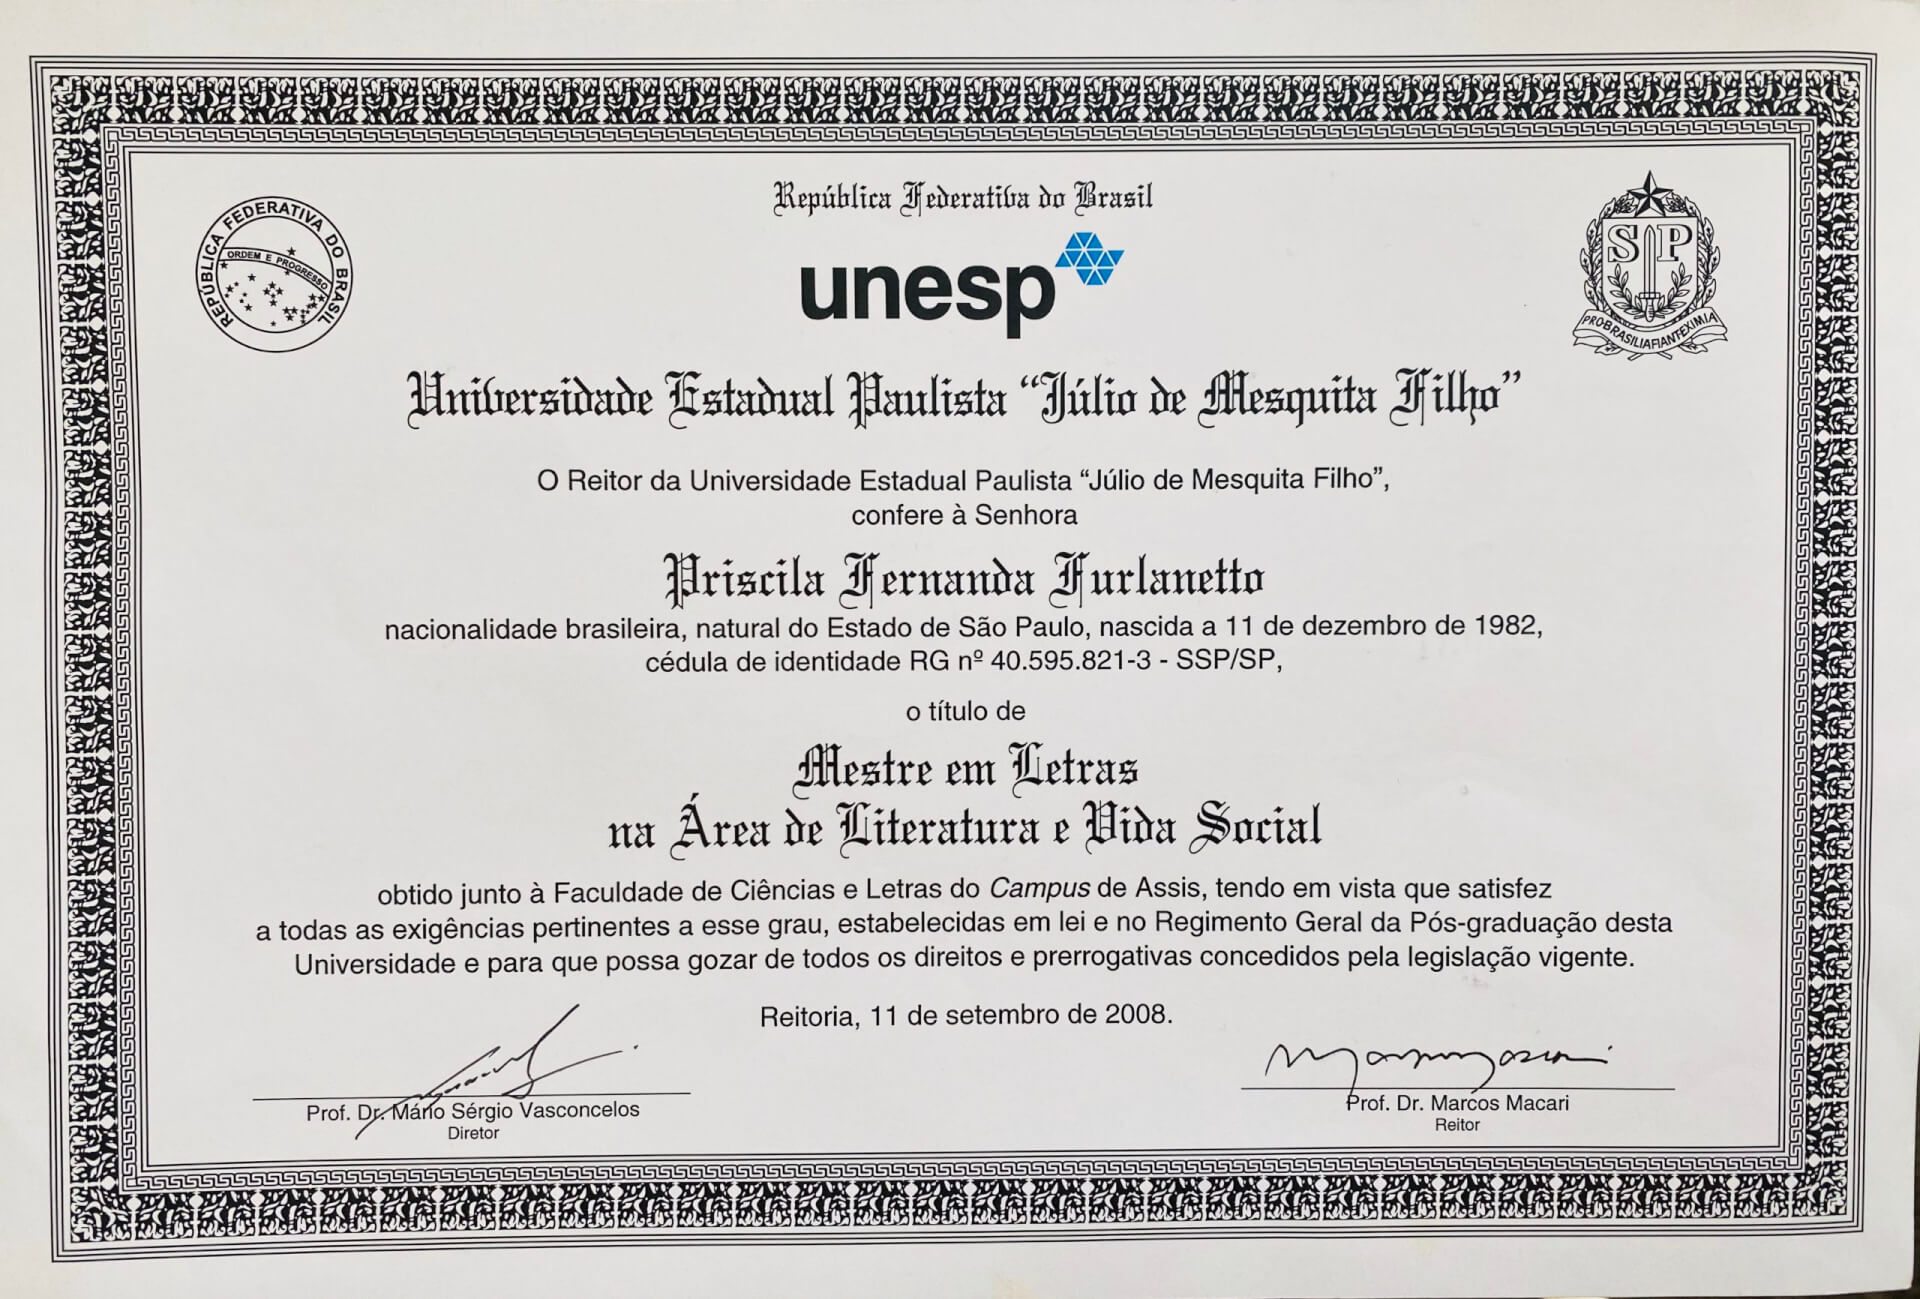 República Federativa do Brasil
REPÚBLICA FEDERATIVA DO BRASIL
ORDEM E PROGRESSO
unesp
SP
PRO BRASILIA FIANT EXIMIA
Universidade Estadual Paulista “Júlio de Mesquita Filho”
O Reitor da Universidade Estadual Paulista “Júlio de Mesquita Filho”,
confere à Senhora
Priscila Fernanda Furlanetto
nacionalidade brasileira, natural do Estado de São Paulo, nascida a 11 de dezembro de 1982,
cédula de identidade RG nº 40.595.821-3 - SSP/SP,
o título de
Mestre em Letras
na Área de Literatura e Vida Social
obtido junto à Faculdade de Ciências e Letras do Campus de Assis, tendo em vista que satisfez
a todas as exigências pertinentes a esse grau, estabelecidas em lei e no Regimento Geral da Pós-graduação desta
Universidade e para que possa gozar de todos os direitos e prerrogativas concedidos pela legislação vigente.
Reitoria, 11 de setembro de 2008.
Prof. Dr. Mário Sérgio Vasconcelos
Diretor
Prof. Dr. Marcos Macari
Reitor